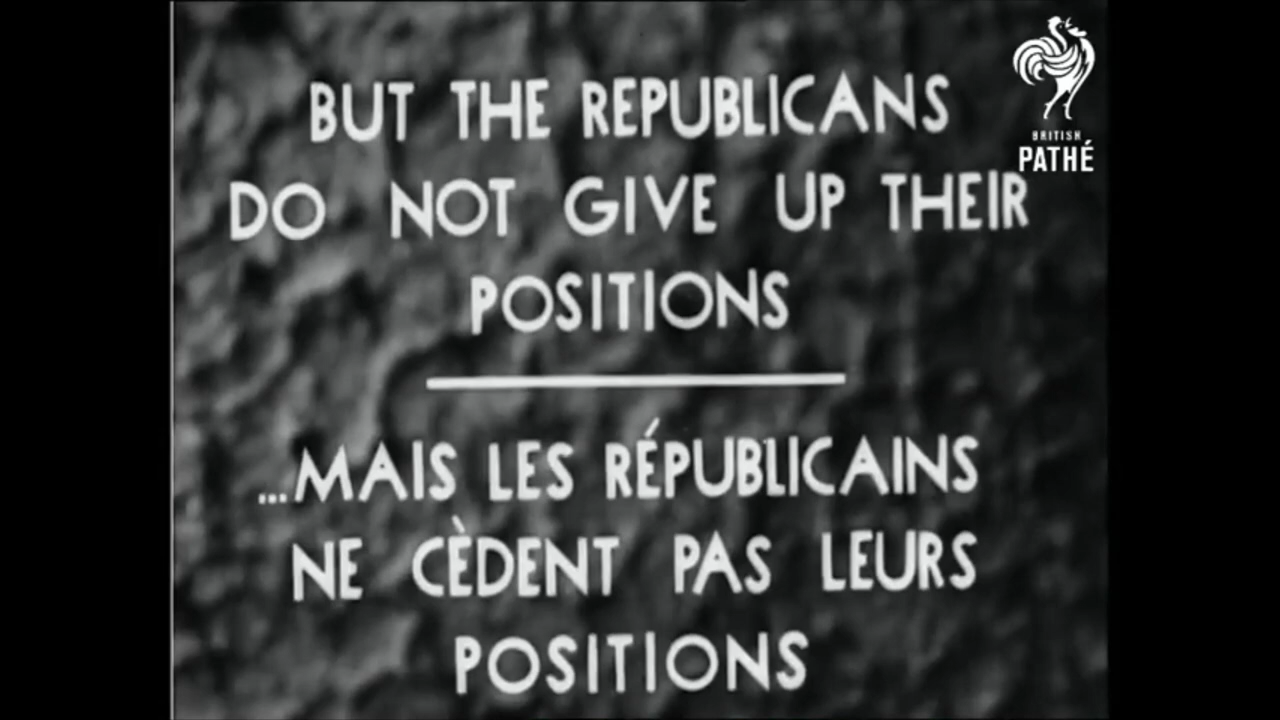 BUT THE REPUBLICANS
DO NOT GIVE UP THEIR
POSITIONS
...MAIS LES RÉPUBLICAINS
NE CÈDENT PAS LEURS
POSITIONS
BRITISH
PATHÉ